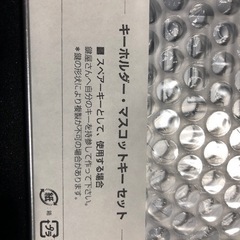 キーホルダー・マスコットキーセット
■スペアーキーとして、使用する場合
鍵屋さんへ自分のキーを持参して作って下さい。
*鍵の形状により複製が不可の場合があります。
紙
プラ